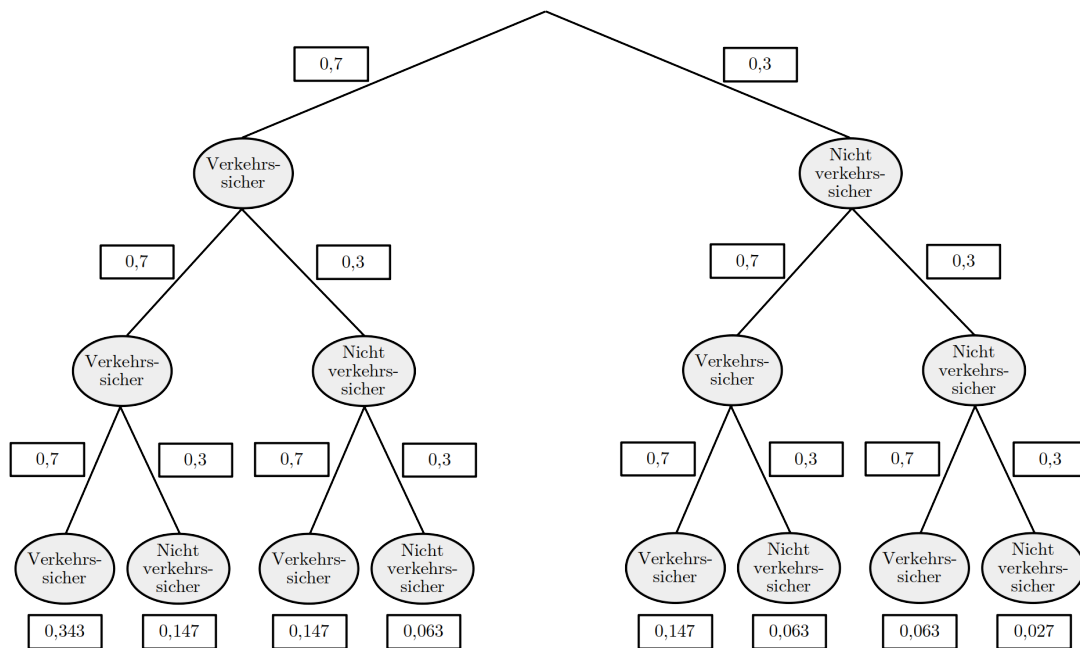 0,7
0,3
Verkehrs-
sicher
Nicht
verkehrs-
sicher
0,7
0,3
0,7
0,3
Verkehrs-
sicher
Nicht
verkehrs-
sicher
Verkehrs-
sicher
Nicht
verkehrs-
sicher
0,7
0,3
0,7
0,3
0,7
0,3
0,7
0,3
Verkehrs-
sicher
Nicht
verkehrs-
sicher
Verkehrs-
sicher
Nicht
verkehrs-
sicher
Verkehrs-
sicher
Nicht
verkehrs-
sicher
Verkehrs-
sicher
Nicht
verkehrs-
sicher
0,343
0,147
0,147
0,063
0,147
0,063
0,063
0,027